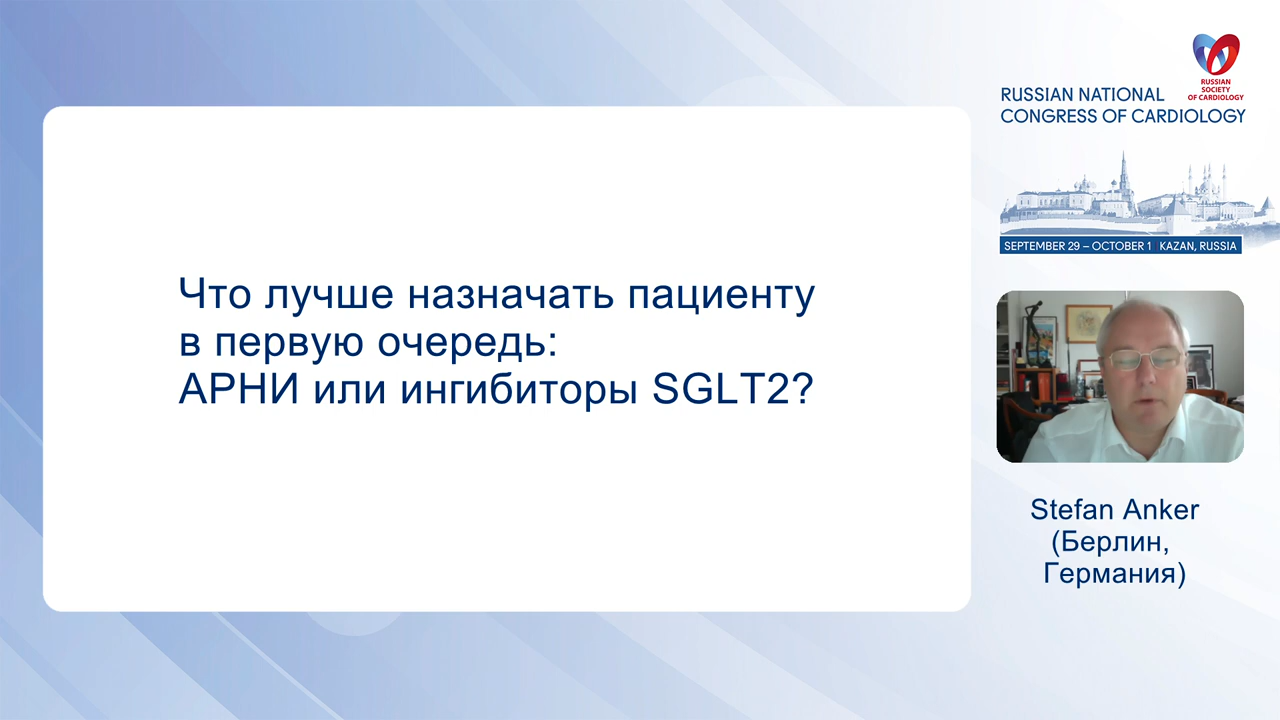 RUSSIAN
SOCIETY
OF CARDIOLOGY
RUSSIAN NATIONAL
CONGRESS OF CARDIOLOGY
SEPTEMBER 29 – OCTOBER 1 | KAZAN, RUSSIA
Что лучше назначать пациенту
в первую очередь:
АРНИ или ингибиторы SGLT2?
Stefan Anker
(Берлин,
Германия)